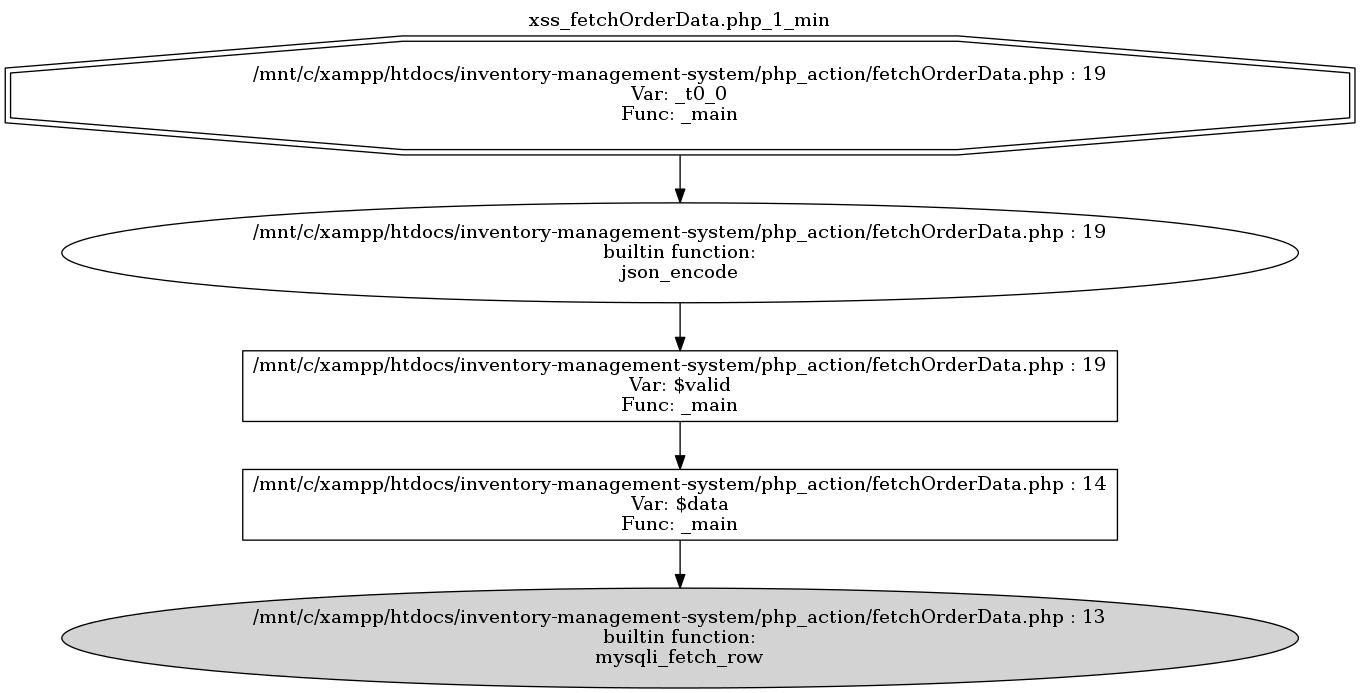 xss_fetchOrderData.php_1_min
/mnt/c/xampp/htdocs/inventory-management-system/php_action/fetchOrderData.php : 19
Var: _t0_0
Func: _main
/mnt/c/xampp/htdocs/inventory-management-system/php_action/fetchOrderData.php : 19
builtin function:
json_encode
/mnt/c/xampp/htdocs/inventory-management-system/php_action/fetchOrderData.php : 19
Var: $valid
Func: _main
/mnt/c/xampp/htdocs/inventory-management-system/php_action/fetchOrderData.php : 14
Var: $data
Func: _main
/mnt/c/xampp/htdocs/inventory-management-system/php_action/fetchOrderData.php : 13
builtin function:
mysqli_fetch_row